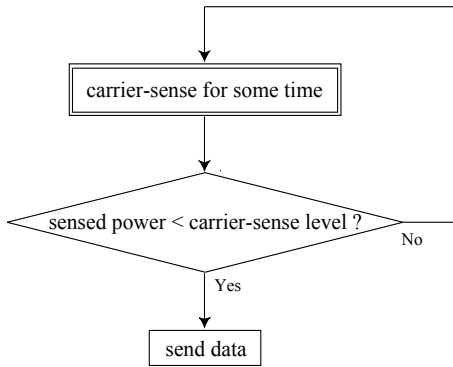 carrier-sense for some time
sensed power < carrier-sense level ?
No
Yes
send data